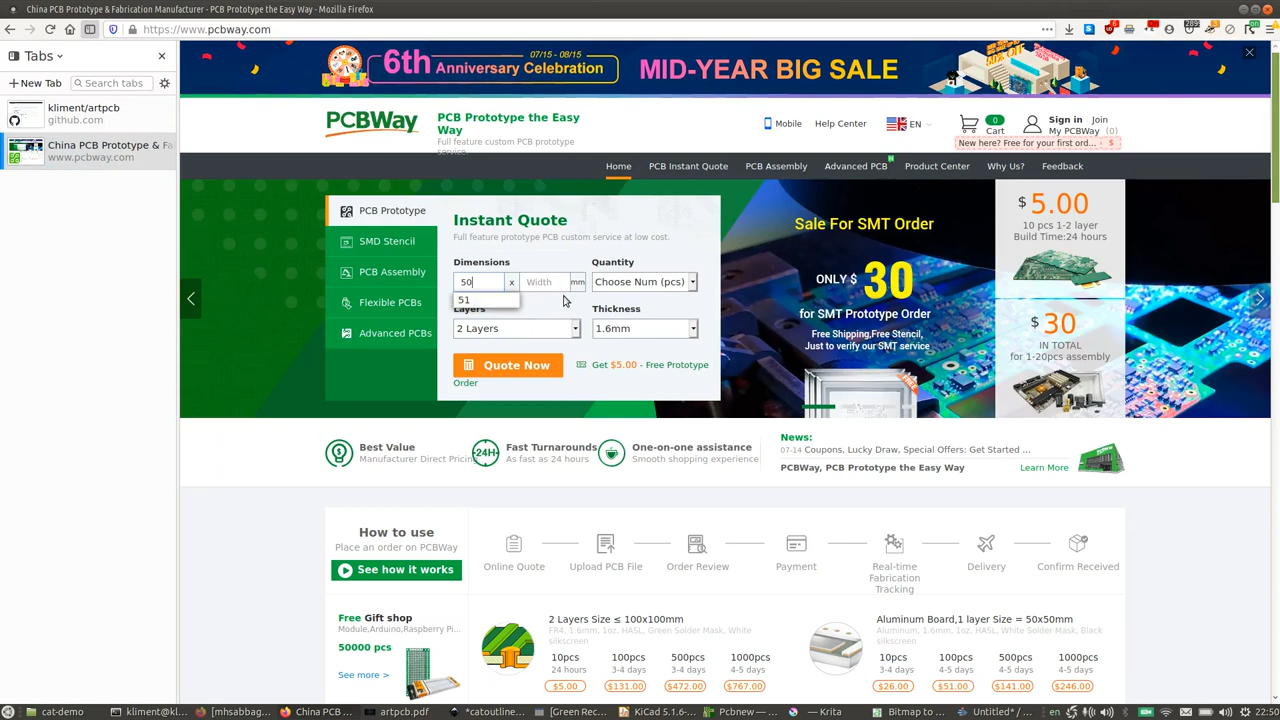 China PCB Prototype & Fabrication Manufacturer - PCB Prototype the Easy Way - Mozilla Firefox
https://www.pcbway.com
Tabs
New Tab
Search tabs
kliment/artpcb
github.com
China PCB Prototype & Fa
www.pcbway.com
07/15 - 08/15
6th Anniversary Celebration
MID-YEAR BIG SALE
PCBWay
PCB Prototype the Easy Way
Full feature custom PCB prototype service.
Mobile
Help Center
EN
0
Cart
Sign in
Join
My PCBWay
(0)
New here? Free for your first ord...
$
Home
PCB Instant Quote
PCB Assembly
Advanced PCB
Product Center
Why Us?
Feedback
PCB Prototype
SMD Stencil
PCB Assembly
Flexible PCBs
Advanced PCBs
Instant Quote
Full feature prototype PCB custom service at low cost.
Dimensions
Quantity
50
x
Width
mm
Choose Num (pcs)
51
Layers
Thickness
2 Layers
1.6mm
Quote Now
Get $5.00 - Free Prototype
Order
Sale For SMT Order
ONLY $ 30
for SMT Prototype Order
Free Shipping,Free Stencil,
Just to verify our SMT service
$ 5.00
10 pcs 1-2 layer
Build Time:24 hours
$ 30
IN TOTAL
for 1-20pcs assembly
Best Value
Manufacturer Direct Pricing
24H
Fast Turnarounds
As fast as 24 hours
One-on-one assistance
Smooth shopping experience
News:
07-14 Coupons, Lucky Draw, Special Offers: Get Started ...
PCBWay, PCB Prototype the Easy Way
Learn More
How to use
Place an order on PCBWay
See how it works
Online Quote
Upload PCB File
Order Review
Payment
Real-time
Fabrication
Tracking
Delivery
Confirm Received
Free Gift shop
Module,Arduino,Raspberry Pi...
50000 pcs
See more >
2 Layers Size ≤ 100x100mm
FR4, 1.6mm, 1oz, HASL, Green Solder Mask, White
silkscreen
10pcs
100pcs
500pcs
1000pcs
24 hours
3-4 days
3-4 days
4-5 days
$5.00
$131.00
$472.00
$767.00
Aluminum Board,1 layer Size = 50x50mm
Aluminum, 1.6mm, 1oz, HASL, White Solder Mask, Black
silkscreen
10pcs
100pcs
500pcs
1000pcs
3-4 days
4-5 days
4-5 days
4-5 days
$26.00
$51.00
$141.00
$246.00
cat-demo
kliment@kl...
[mhsabbag...
China PCB ...
artpcb.pdf
*catoutline...
[Green Rec...
KiCad 5.1.6-...
Pcbnew — ...
– Krita
Bitmap to ...
Untitled* /...
en
22:50